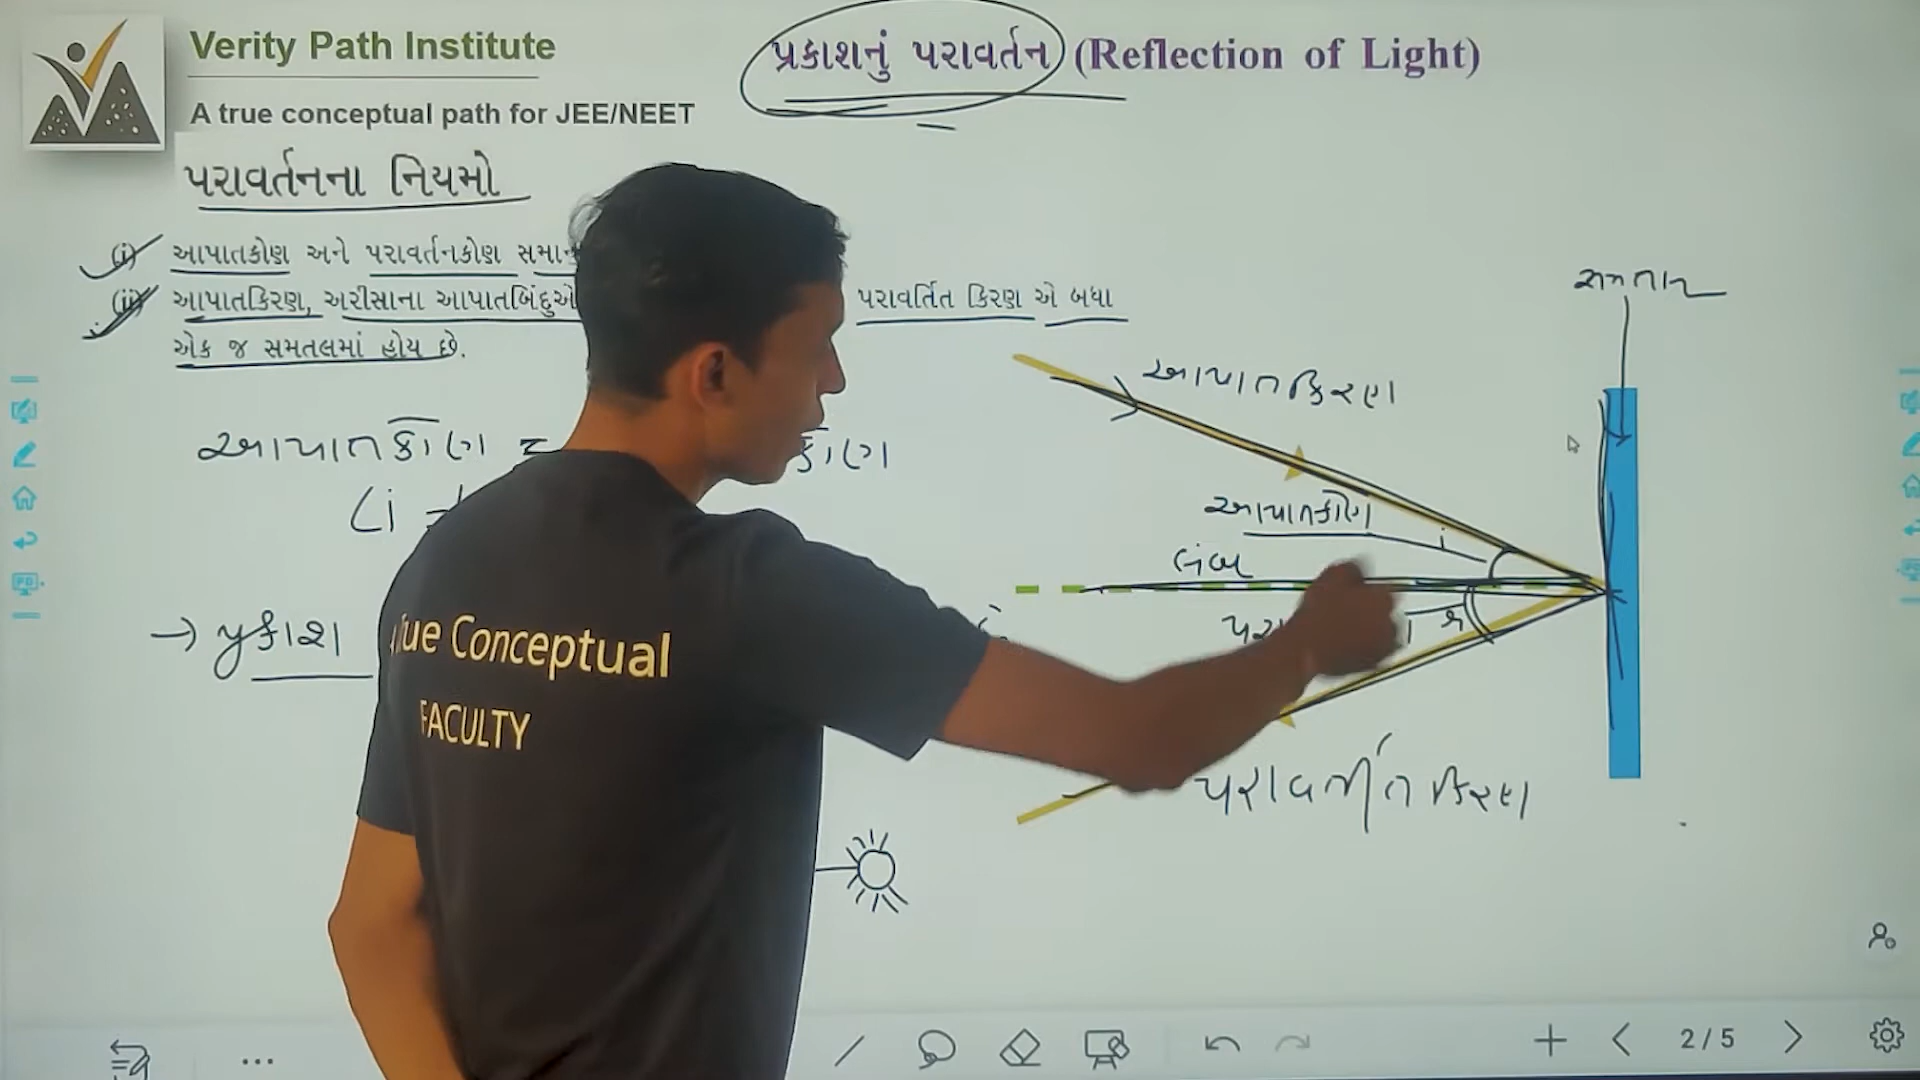 Verity Path Institute
A true conceptual path for JEE/NEET
પ્રકાશનું પરાવર્તન (Reflection of Light)
પરાવર્તનના નિયમો
(i) આપાતકોણ અને પરાવર્તનકોણ
(ii) આપાતકિરણ, અરીસાના આપાતબિંદુએ પરાવર્તિત કિરણ એ બધા
એક જ સમતલમાં હોય છે.
આપાતકિરણ
આપાતકોણ =
કોણ
આપાતકોણ
i
લંબ
r
→ પ્રકાશ
True Conceptual
FACULTY
પરાવર્તિત કિરણ
2/5